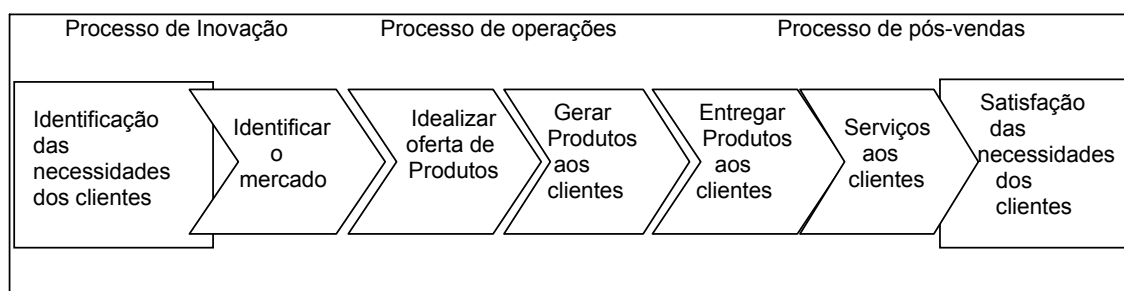 Processo de Inovação
Processo de operações
Processo de pós-vendas
Identificação
das
necessidades
dos clientes
Identificar
o
mercado
Idealizar
oferta de
Produtos
Gerar
Produtos
aos
clientes
Entregar
Produtos
aos
clientes
Serviços
aos
clientes
Satisfação
das
necessidades
dos
clientes